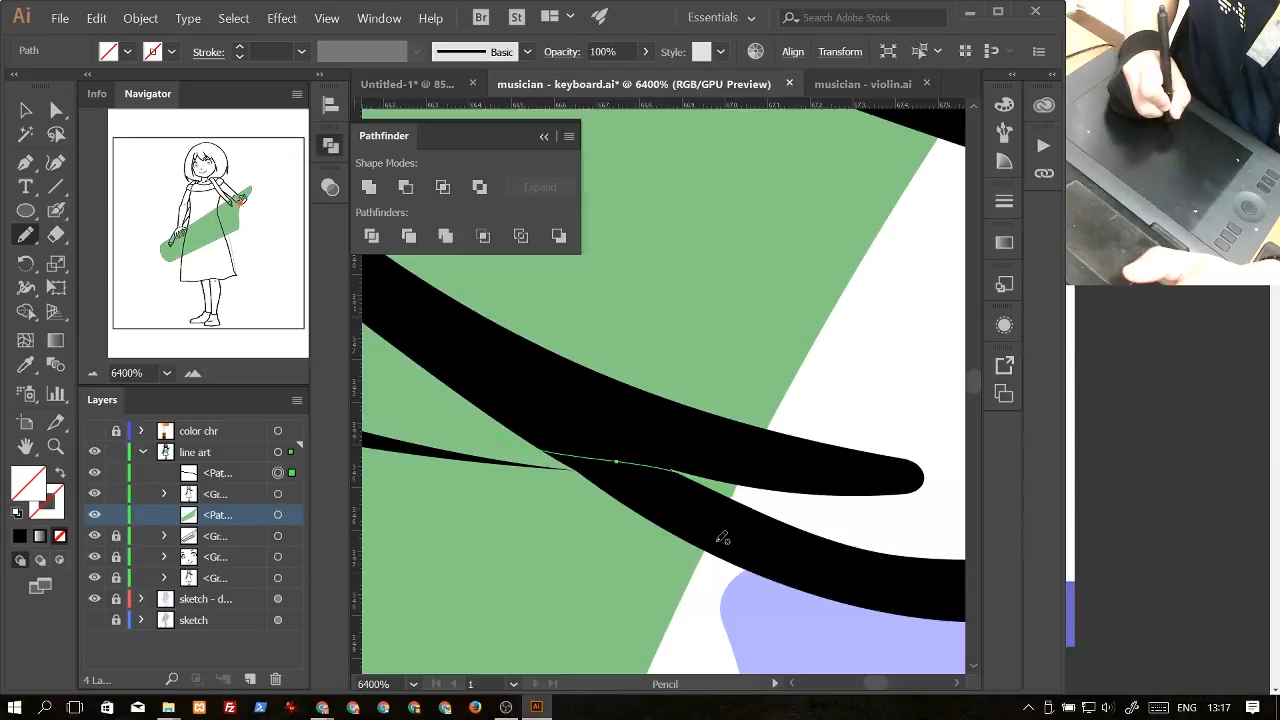 Ai File Edit Object Type Select Effect View Window Help Br St Essentials Search Adobe Stock
Path Stroke: Basic Opacity: 100% Style: Align Transform
Info Navigator
Untitled-1* @ 85... musician - keyboard.ai* @ 6400% (RGB/GPU Preview) musician - violin.ai
Pathfinder
Shape Modes:
Expand
Pathfinders:
6400%
Layers
color chr
line art
<Pat...
<Gr...
<Pat...
<Gr...
<Gr...
<Gr...
sketch - d...
sketch
4 La...
6400% 1 Pencil
ENG 13:17